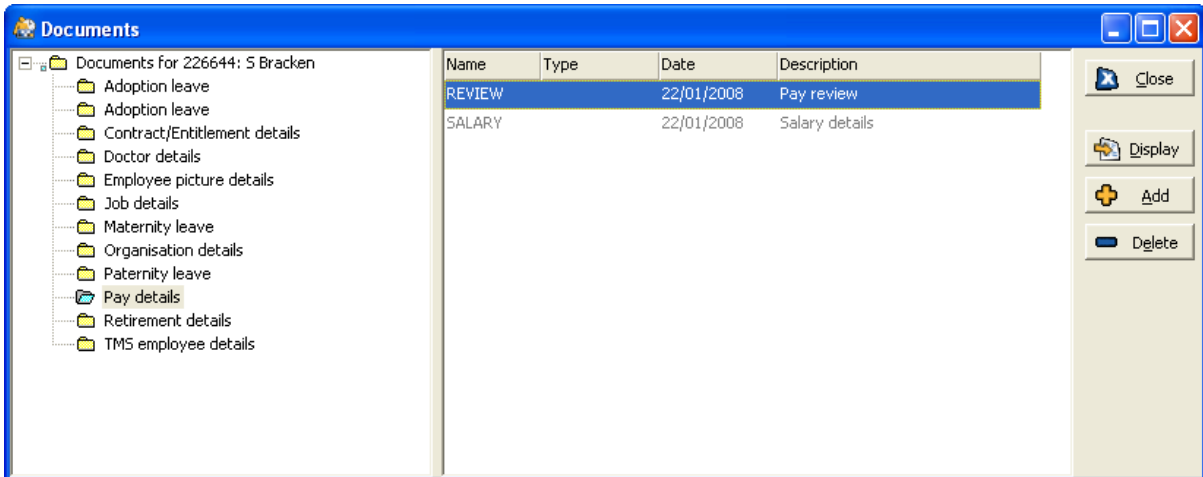 Documents
Documents for 226644: S Bracken
Adoption leave
Adoption leave
Contract/Entitlement details
Doctor details
Employee picture details
Job details
Maternity leave
Organisation details
Paternity leave
Pay details
Retirement details
TMS employee details
Name Type Date Description
REVIEW 22/01/2008 Pay review
SALARY 22/01/2008 Salary details
Close
Display
Add
Delete